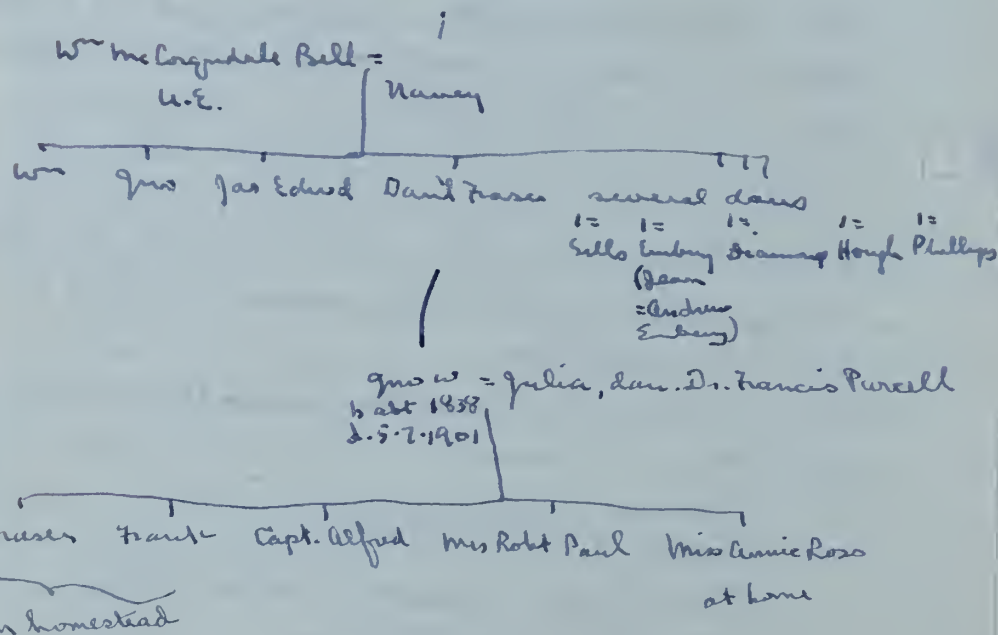 i
Wm McCorquodale Bell =
U.E.
Nancy
Wm Jno Jas Edwd Danl Fraser several daus
1= 1= 1= 1= 1=
Sills Embury Hough Phillips
(Jean
=Andrew
Embury)
Jno W = Julia, dau. Dr. Francis Purcell
b abt 1838
d. 5.7.1901
raser Frank Capt. Alfred Mrs Robt Paul Miss Annie Ross
at home
n homestead